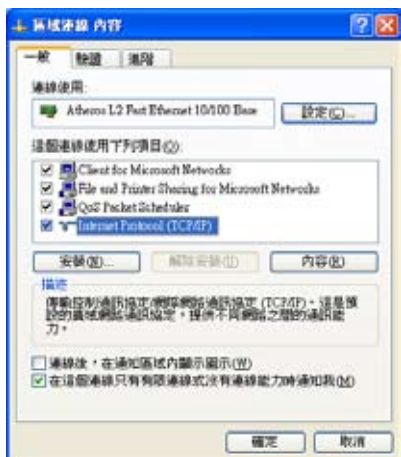 區域連線 內容
一般 驗證 進階
連線使用:
Atheros L2 Fast Ethernet 10/100 Base
設定(C)...
這個連線使用下列項目(O):
Client for Microsoft Networks
File and Printer Sharing for Microsoft Networks
QoS Packet Scheduler
Internet Protocol (TCP/IP)
安裝(N)... 解除安裝(U) 內容(R)
描述
傳輸控制通訊協定/網際網路通訊協定 (TCP/IP)。這是預
設的廣域網路通訊協定,提供不同網路之間的通訊能
力。
連線後,在通知區域內顯示圖示(W)
在這個連線只有有限連線或沒有連線能力時通知我(M)
確定 取消